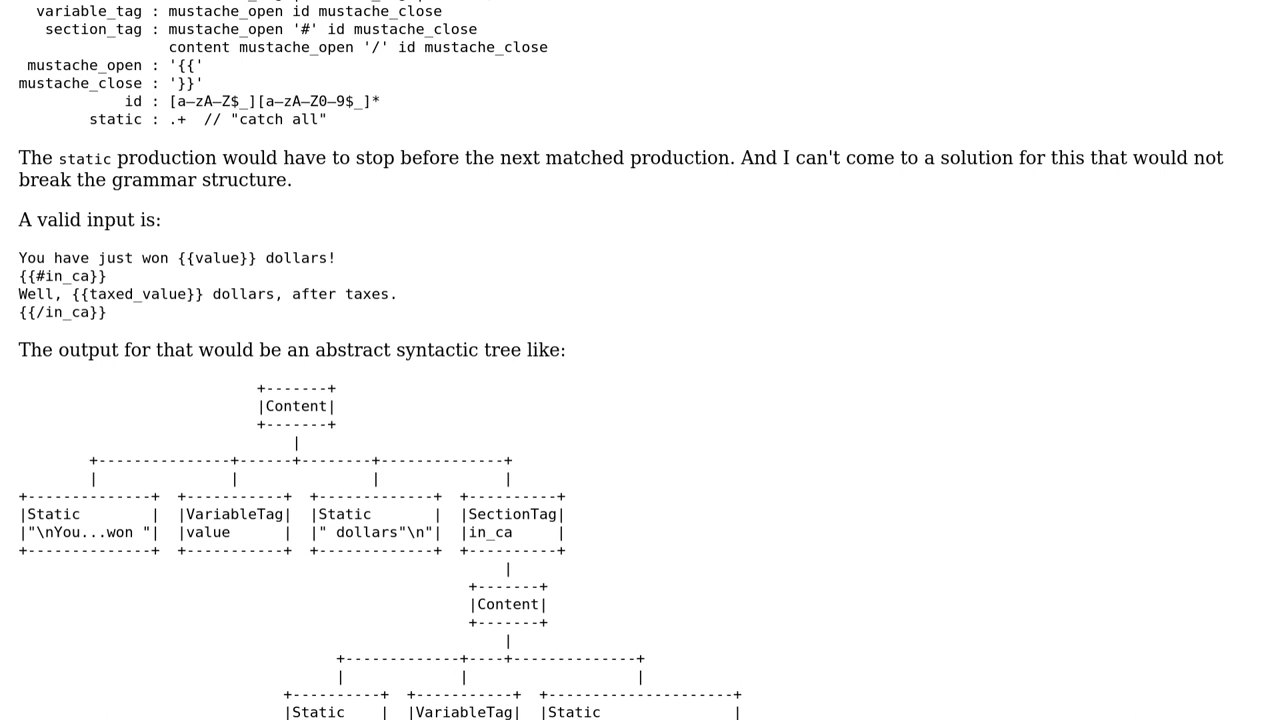 variable_tag : mustache_open id mustache_close
section_tag : mustache_open '#' id mustache_close
content mustache_open '/' id mustache_close
mustache_open : '{{'
mustache_close : '}}'
id : [a–zA–Z$_][a–zA–Z0–9$_]*
static : .+  // "catch all"
The static production would have to stop before the next matched production. And I can't come to a solution for this that would not
break the grammar structure.
A valid input is:
You have just won {{value}} dollars!
{{#in_ca}}
Well, {{taxed_value}} dollars, after taxes.
{{/in_ca}}
The output for that would be an abstract syntactic tree like:
+-------+
|Content|
+-------+
|
+---------------+------+--------+--------------+
|               |               |              |
+--------------+  +-----------+  +-------------+  +----------+
|Static        |  |VariableTag|  |Static       |  |SectionTag|
|"\nYou...won "|  |value      |  |" dollars"\n"|  |in_ca     |
+--------------+  +-----------+  +-------------+  +----------+
|
+-------+
|Content|
+-------+
|
+-------------+----+--------------+
|             |                   |
+----------+  +-----------+  +---------------------+
|Static    |  |VariableTag|  |Static               |